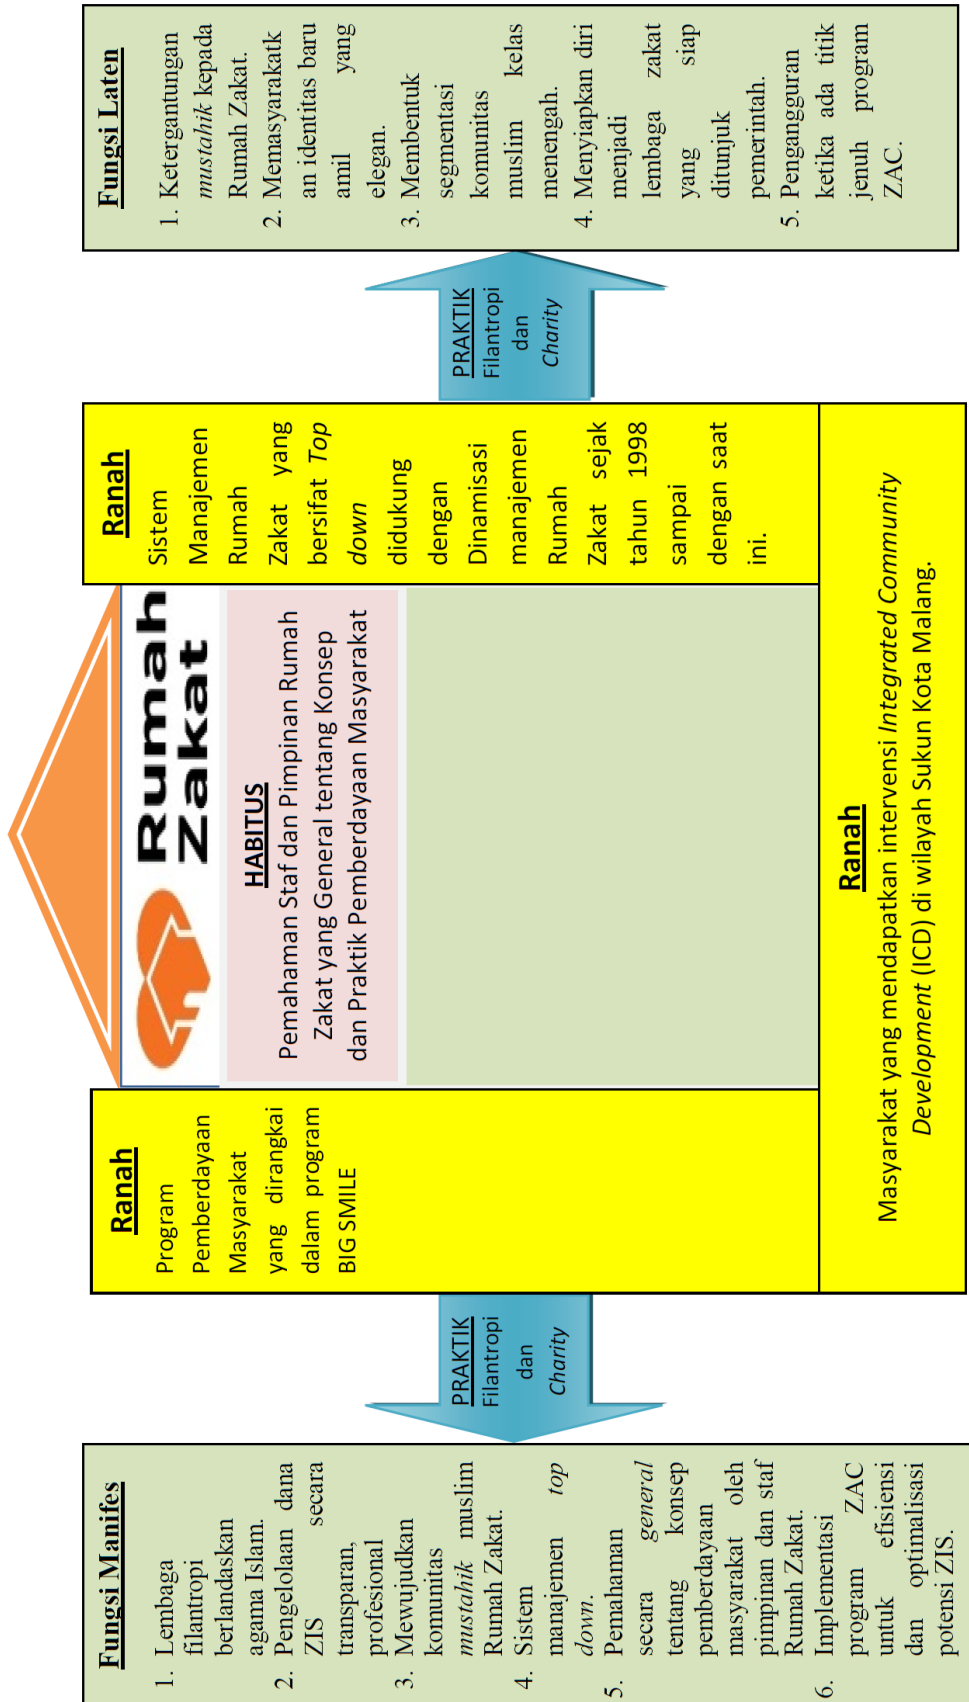 Fungsi Manifes
1. Lembaga
filantropi
berlandaskan
agama Islam.
2. Pengelolaan dana
ZIS secara
transparan,
profesional
3. Mewujudkan
komunitas
mustahik muslim
Rumah Zakat.
4. Sistem
manajemen top
down.
5. Pemahaman
secara general
tentang konsep
pemberdayaan
masyarakat oleh
pimpinan dan staf
Rumah Zakat.
6. Implementasi
program ZAC
untuk efisiensi
dan optimalisasi
potensi ZIS.
PRAKTIK
Filantropi
dan
Charity
Ranah
Program
Pemberdayaan
Masyarakat
yang dirangkai
dalam program
BIG SMILE
Rumah
Zakat
HABITUS
Pemahaman Staf dan Pimpinan Rumah
Zakat yang General tentang Konsep
dan Praktik Pemberdayaan Masyarakat
Ranah
Sistem
Manajemen
Rumah
Zakat yang
bersifat Top
down
didukung
dengan
Dinamisasi
manajemen
Rumah
Zakat sejak
tahun 1998
sampai
dengan saat
ini.
Ranah
Masyarakat yang mendapatkan intervensi Integrated Community
Development (ICD) di wilayah Sukun Kota Malang.
PRAKTIK
Filantropi
dan
Charity
Fungsi Laten
1. Ketergantungan
mustahik kepada
Rumah Zakat.
2. Memasyarakatk
an identitas baru
amil yang
elegan.
3. Membentuk
segmentasi
komunitas
muslim kelas
menengah.
4. Menyiapkan diri
menjadi
lembaga zakat
yang siap
ditunjuk
pemerintah.
5. Pengangguran
ketika ada titik
jenuh program
ZAC.